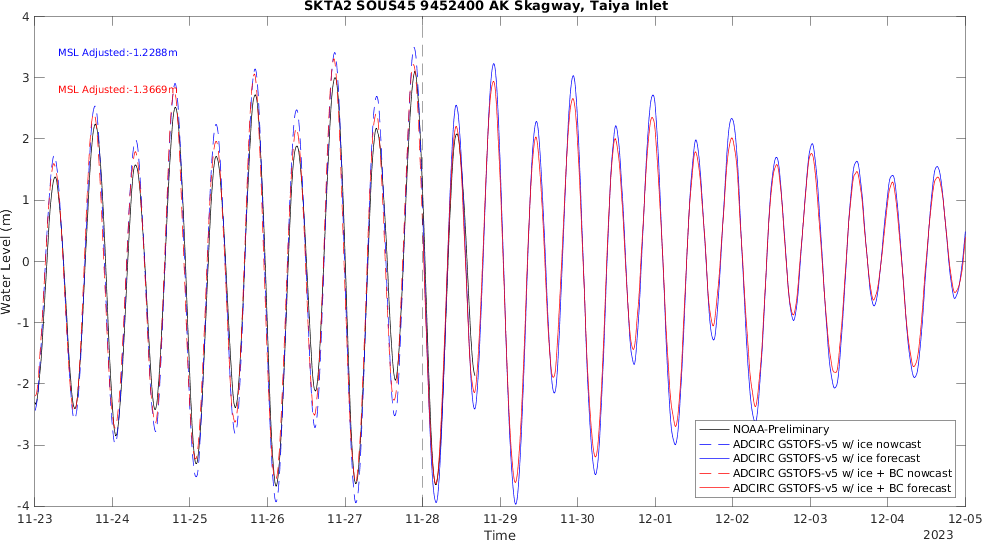 SKTA2 SOUS45 9452400 AK Skagway, Taiya Inlet
4
MSL Adjusted:-1.2288m
3
MSL Adjusted:-1.3669m
2
1
0
Water Level (m)
-1
-2
-3
-4
NOAA-Preliminary
ADCIRC GSTOFS-v5 w/ ice nowcast
ADCIRC GSTOFS-v5 w/ ice forecast
ADCIRC GSTOFS-v5 w/ ice + BC nowcast
ADCIRC GSTOFS-v5 w/ ice + BC forecast
11-23 11-24 11-25 11-26 11-27 11-28 11-29 11-30 12-01 12-02 12-03 12-04 12-05
Time
2023